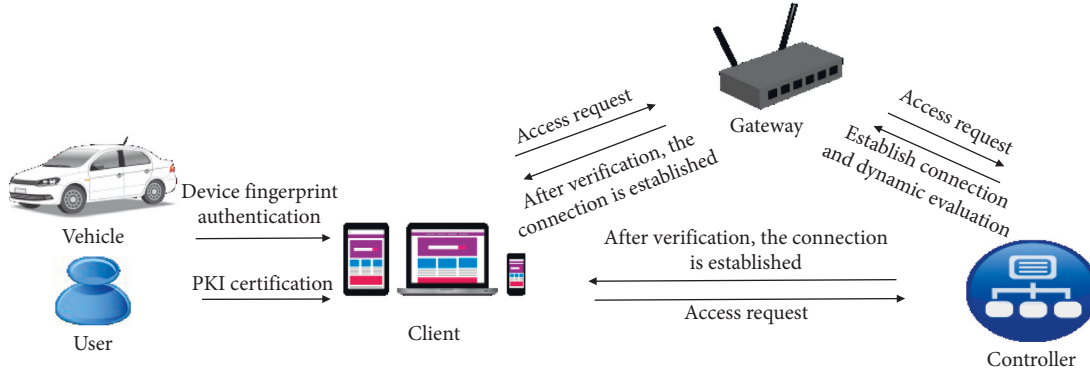 Vehicle
User
Device fingerprint
authentication
PKI certification
Client
Access request
After verification, the
connection is established
Gateway
Access request
Establish connection
and dynamic evaluation
After verification, the connection
is established
Access request
Controller